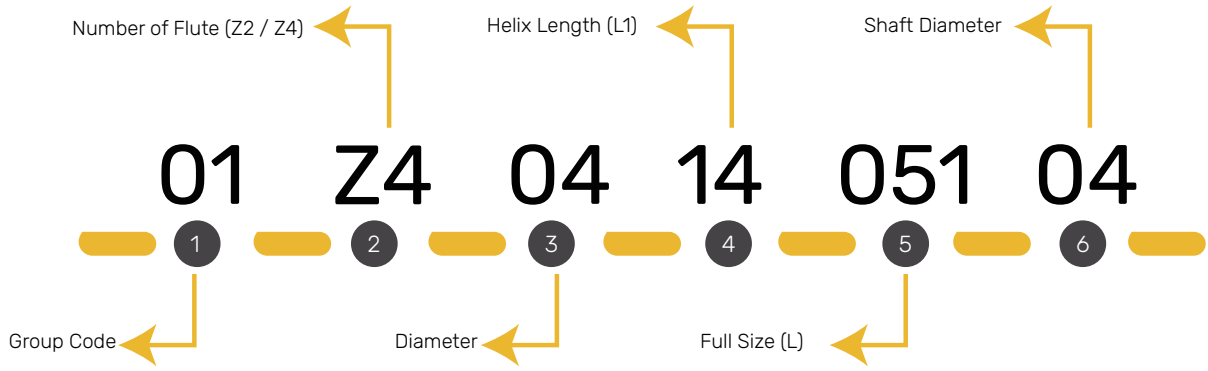 Number of Flute (Z2 / Z4) Helix Length (L1) Shaft Diameter
01 Z4 04 14 051 04
1 2 3 4 5 6
Group Code Diameter Full Size (L)